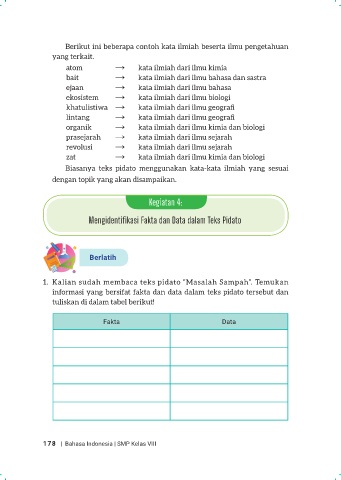 Berikut ini beberapa contoh kata ilmiah beserta ilmu pengetahuan
yang terkait.
atom → kata ilmiah dari ilmu kimia
bait → kata ilmiah dari ilmu bahasa dan sastra
ejaan → kata ilmiah dari ilmu bahasa
ekosistem → kata ilmiah dari ilmu biologi
khatulistiwa → kata ilmiah dari ilmu geografi
lintang → kata ilmiah dari ilmu geografi
organik → kata ilmiah dari ilmu kimia dan biologi
prasejarah → kata ilmiah dari ilmu sejarah
revolusi → kata ilmiah dari ilmu sejarah
zat → kata ilmiah dari ilmu kimia dan biologi
Biasanya teks pidato menggunakan kata-kata ilmiah yang sesuai
dengan topik yang akan disampaikan.
Kegiatan 4:
Mengidentifikasi Fakta dan Data dalam Teks Pidato
Berlatih
1. Kalian sudah membaca teks pidato "Masalah Sampah". Temukan
informasi yang bersifat fakta dan data dalam teks pidato tersebut dan
tuliskan di dalam tabel berikut!
Fakta Data
178 | Bahasa Indonesia | SMP Kelas VIII